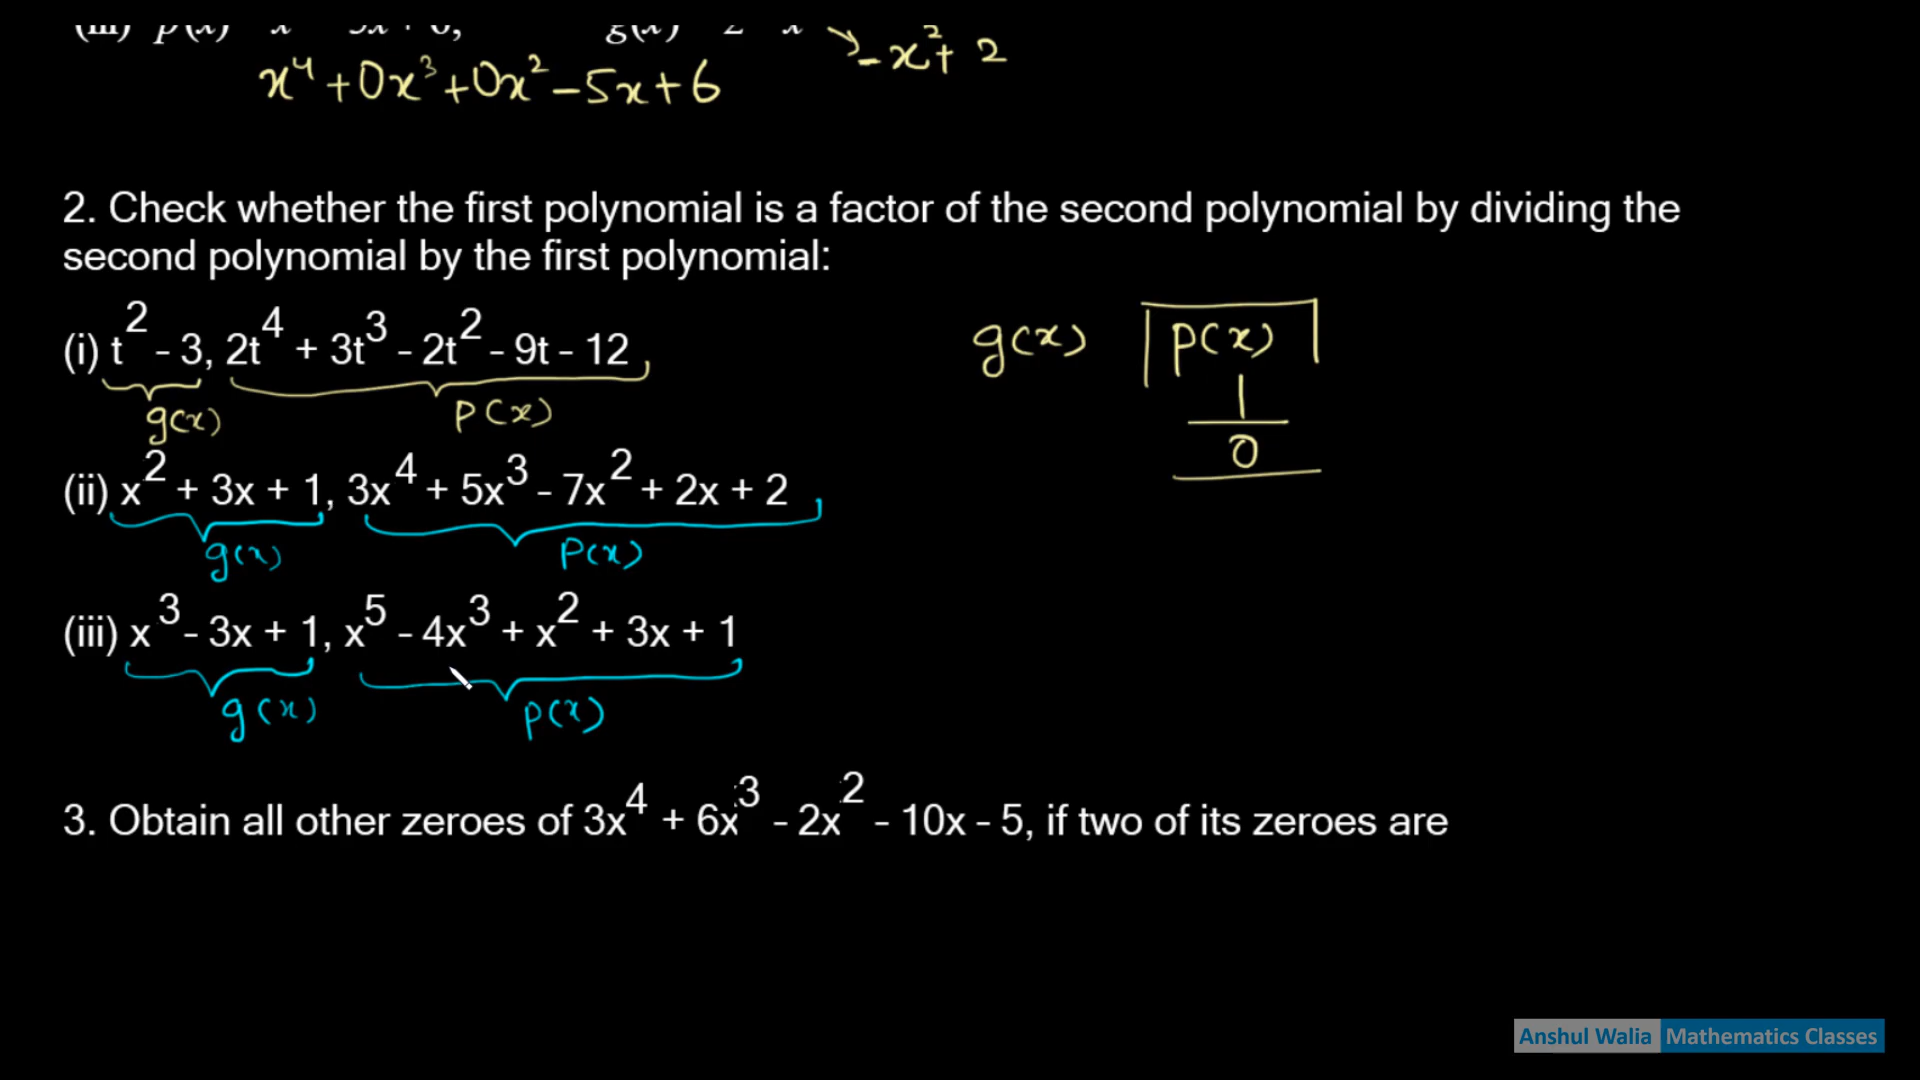 x⁴ + 0x³ + 0x² - 5x + 6
-x² + 2
2. Check whether the first polynomial is a factor of the second polynomial by dividing the
second polynomial by the first polynomial:
(i) t² - 3, 2t⁴ + 3t³ - 2t² - 9t - 12
g(x) p(x)
g(x) p(x)
0
(ii) x² + 3x + 1, 3x⁴ + 5x³ - 7x² + 2x + 2
g(x) p(x)
(iii) x³ - 3x + 1, x⁵ - 4x³ + x² + 3x + 1
g(x) p(x)
3. Obtain all other zeroes of 3x⁴ + 6x³ - 2x² - 10x - 5, if two of its zeroes are
Anshul Walia Mathematics Classes